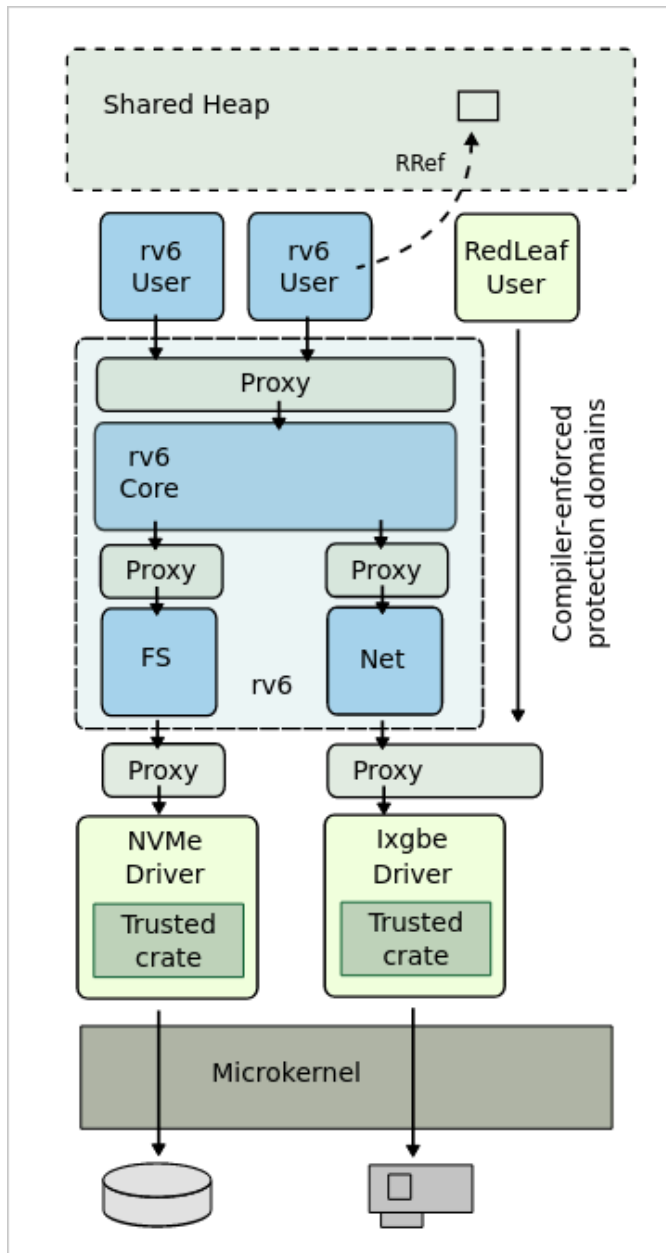 Shared Heap
RRef
rv6
User
rv6
User
RedLeaf
User
Proxy
rv6
Core
Proxy
Proxy
FS
Net
rv6
Compiler-enforced
protection domains
Proxy
Proxy
NVMe
Driver
Trusted
crate
Ixgbe
Driver
Trusted
crate
Microkernel